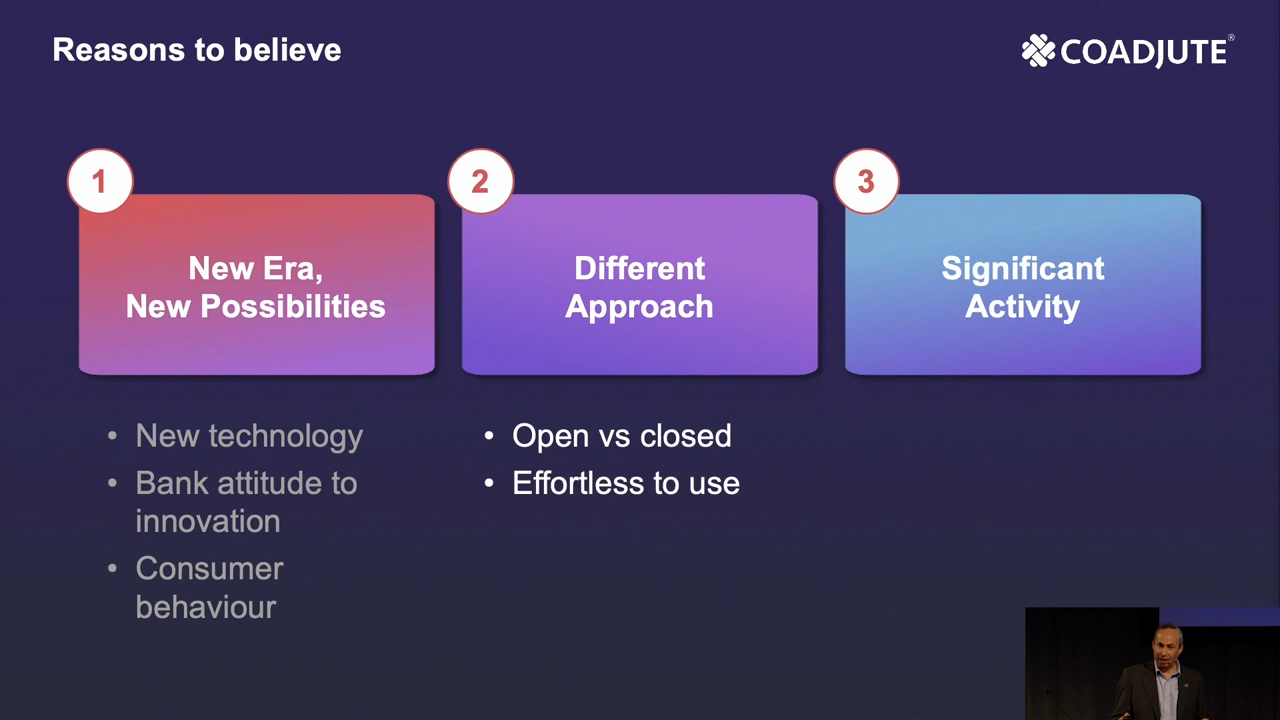 Reasons to believe
COADJUTE®
1
2
3
New Era,
New Possibilities
Different
Approach
Significant
Activity
• New technology
• Bank attitude to
innovation
• Consumer
behaviour
• Open vs closed
• Effortless to use